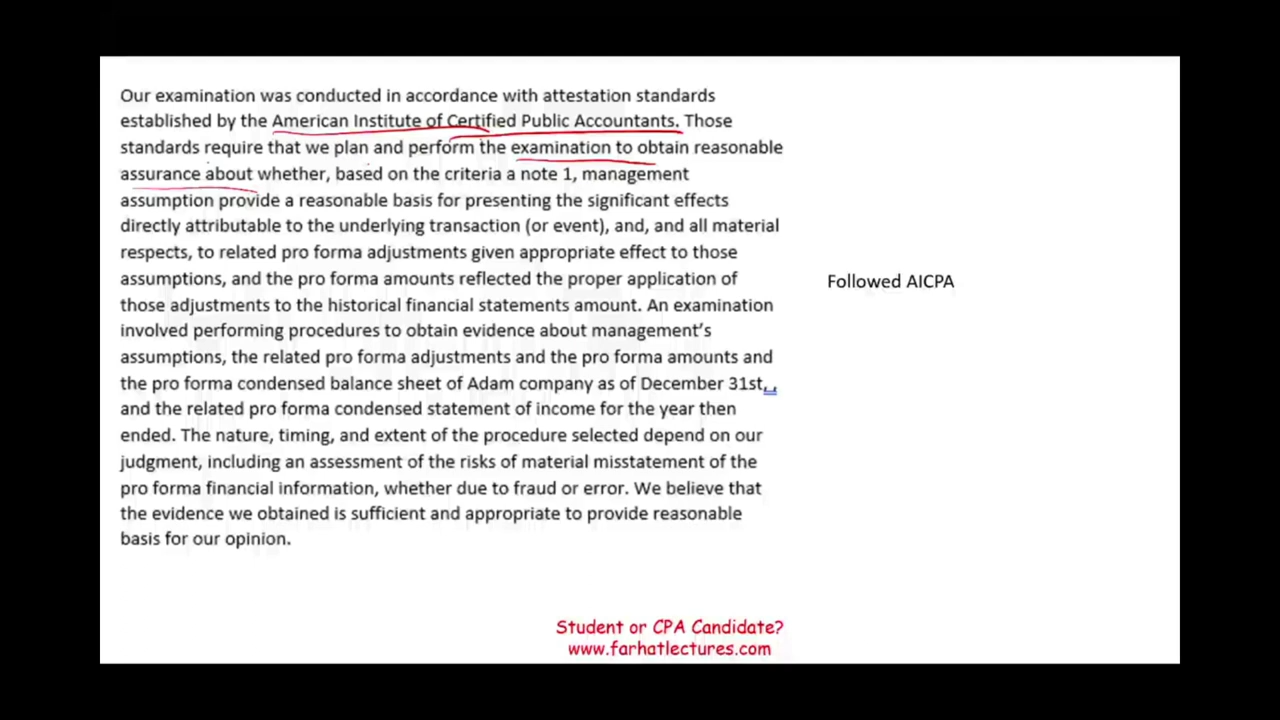 Our examination was conducted in accordance with attestation standards
established by the American Institute of Certified Public Accountants. Those
standards require that we plan and perform the examination to obtain reasonable
assurance about whether, based on the criteria a note 1, management
assumption provide a reasonable basis for presenting the significant effects
directly attributable to the underlying transaction (or event), and, and all material
respects, to related pro forma adjustments given appropriate effect to those
assumptions, and the pro forma amounts reflected the proper application of
those adjustments to the historical financial statements amount. An examination
involved performing procedures to obtain evidence about management's
assumptions, the related pro forma adjustments and the pro forma amounts and
the pro forma condensed balance sheet of Adam company as of December 31st, ,
and the related pro forma condensed statement of income for the year then
ended. The nature, timing, and extent of the procedure selected depend on our
judgment, including an assessment of the risks of material misstatement of the
pro forma financial information, whether due to fraud or error. We believe that
the evidence we obtained is sufficient and appropriate to provide reasonable
basis for our opinion.
Followed AICPA
Student or CPA Candidate?
www.farhatlectures.com